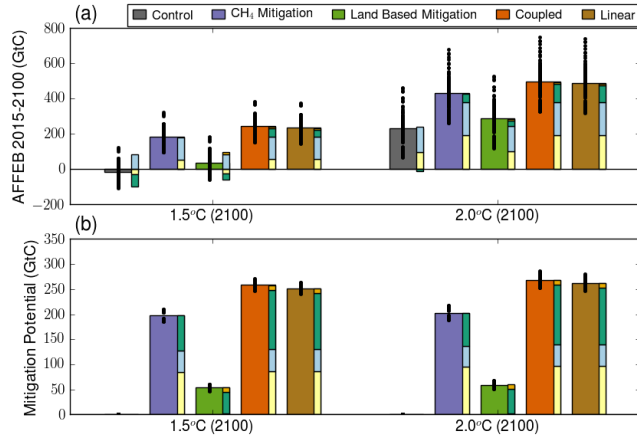 (a)
Control CH₄ Mitigation Land Based Mitigation Coupled Linear
AFFEB 2015-2100 (GtC)
800
600
400
200
0
−200
1.5°C (2100) 2.0°C (2100)
(b)
Mitigation Potential (GtC)
350
300
250
200
150
100
50
0
1.5°C (2100) 2.0°C (2100)